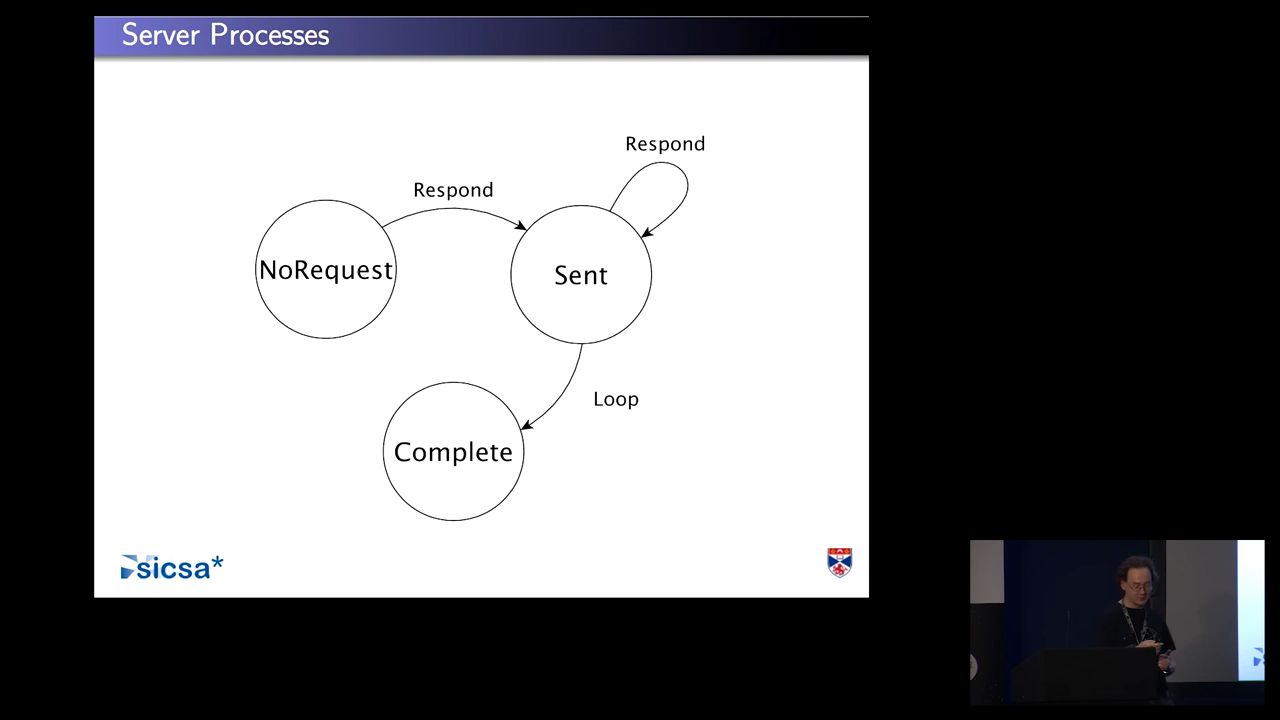 Server Processes
Respond
Respond
NoRequest
Sent
Loop
Complete
sicsa*